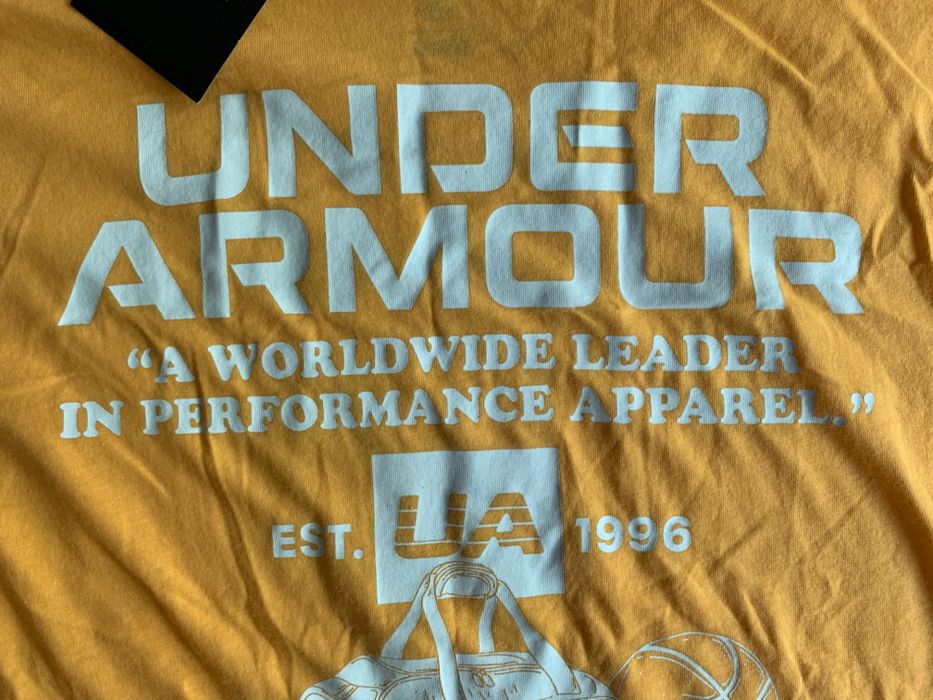 UNDER
ARMOUR
“A WORLDWIDE LEADER
IN PERFORMANCE APPAREL.”
EST. UA 1996